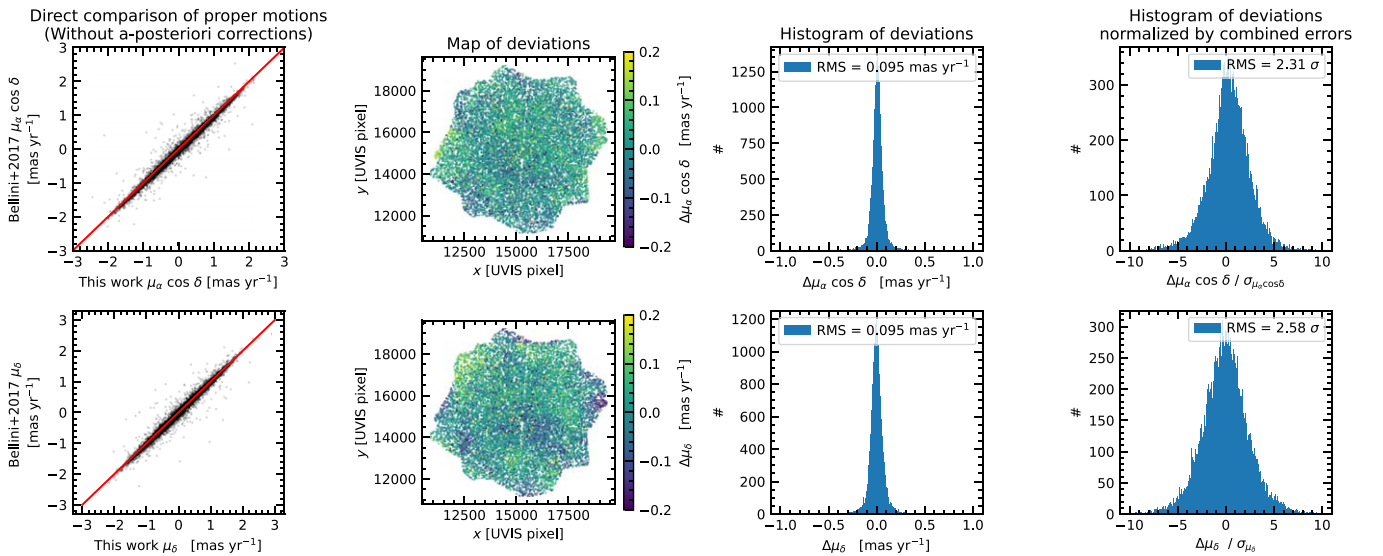 Direct comparison of proper motions
(Without a-posteriori corrections)
3
2
1
0
−1
−2
−3
−3 −2 −1 0 1 2 3
Bellini+2017 μα cos δ
[mas yr⁻¹]
This work μα cos δ [mas yr⁻¹]
Map of deviations
18000
16000
14000
12000
12500 15000 17500
y [UVIS pixel]
x [UVIS pixel]
0.2
0.1
0.0
−0.1
−0.2
Δμα cos δ [mas yr⁻¹]
Histogram of deviations
RMS = 0.095 mas yr⁻¹
1250
1000
750
500
250
0
−1.0 −0.5 0.0 0.5 1.0
#
Δμα cos δ [mas yr⁻¹]
Histogram of deviations
normalized by combined errors
RMS = 2.31 σ
400
300
200
100
0
−10 −5 0 5 10
#
Δμα cos δ / σμα cosδ
3
2
1
0
−1
−2
−3
−3 −2 −1 0 1 2 3
Bellini+2017 μδ
[mas yr⁻¹]
This work μδ [mas yr⁻¹]
18000
16000
14000
12000
12500 15000 17500
y [UVIS pixel]
x [UVIS pixel]
0.2
0.1
0.0
−0.1
−0.2
Δμδ [mas yr⁻¹]
RMS = 0.095 mas yr⁻¹
1200
1000
800
600
400
200
0
−1.0 −0.5 0.0 0.5 1.0
#
Δμδ [mas yr⁻¹]
RMS = 2.58 σ
300
250
200
150
100
50
0
−10 −5 0 5 10
#
Δμδ / σμδ